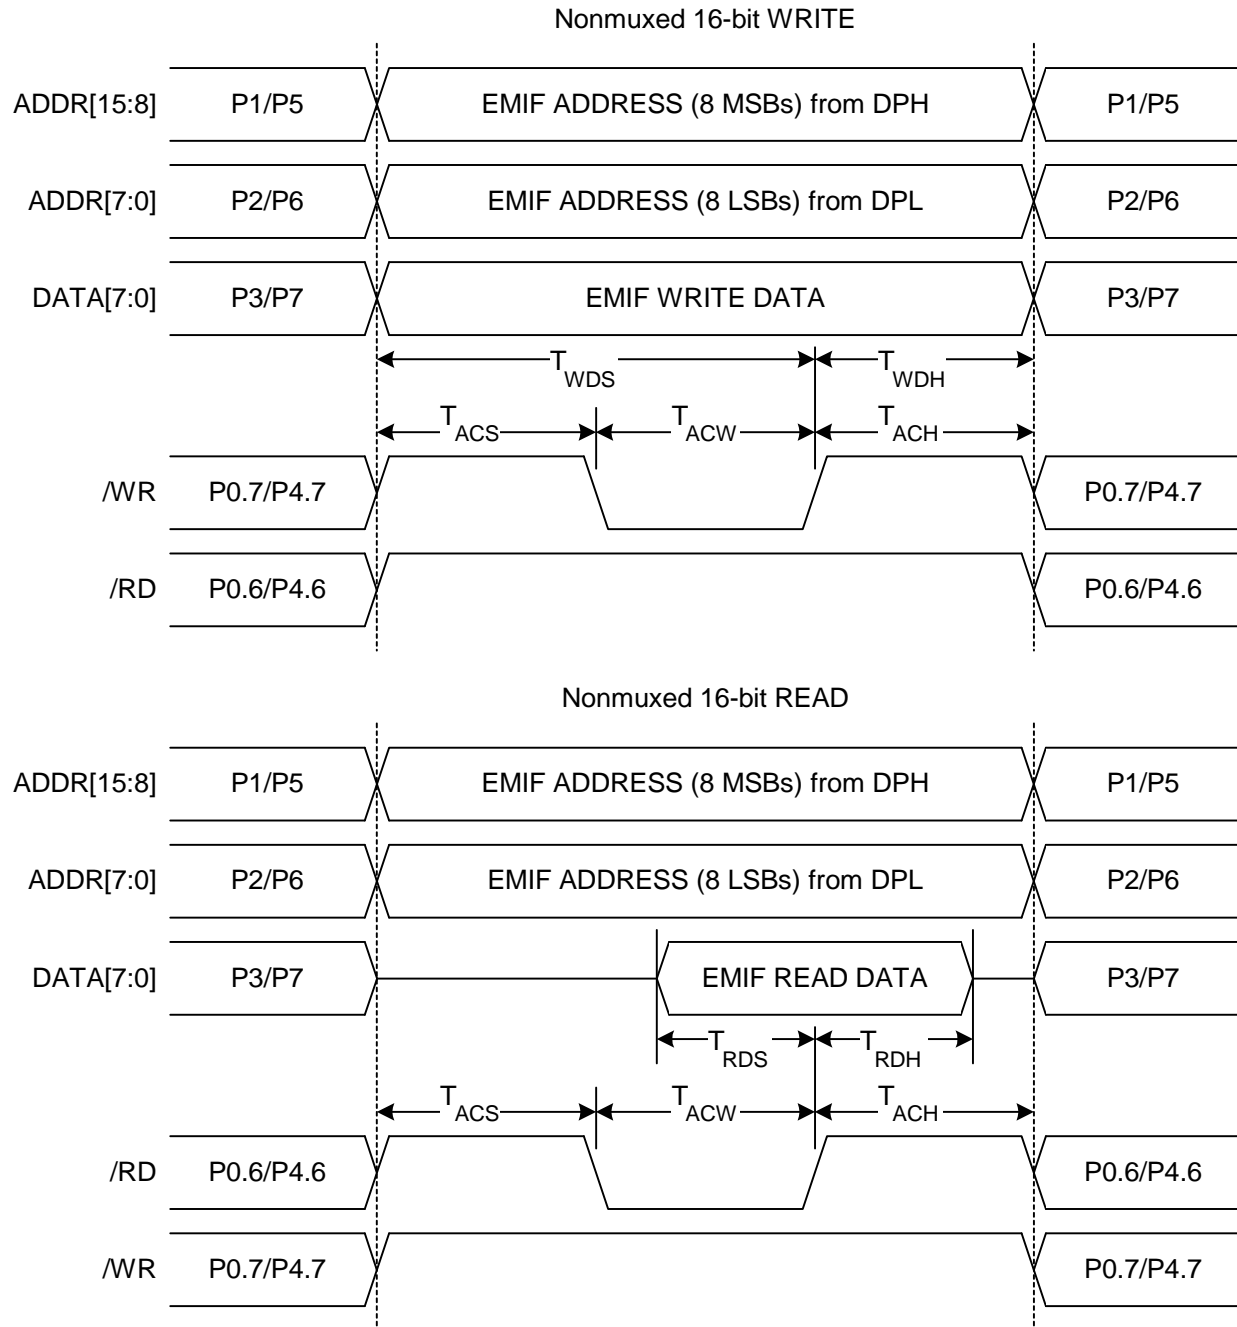 Nonmuxed 16-bit WRITE
ADDR[15:8] P1/P5 EMIF ADDRESS (8 MSBs) from DPH P1/P5
ADDR[7:0] P2/P6 EMIF ADDRESS (8 LSBs) from DPL P2/P6
DATA[7:0] P3/P7 EMIF WRITE DATA P3/P7
TWDS TWDH
TACS TACW TACH
/WR P0.7/P4.7 P0.7/P4.7
/RD P0.6/P4.6 P0.6/P4.6
Nonmuxed 16-bit READ
ADDR[15:8] P1/P5 EMIF ADDRESS (8 MSBs) from DPH P1/P5
ADDR[7:0] P2/P6 EMIF ADDRESS (8 LSBs) from DPL P2/P6
DATA[7:0] P3/P7 EMIF READ DATA P3/P7
TRDS TRDH
TACS TACW TACH
/RD P0.6/P4.6 P0.6/P4.6
/WR P0.7/P4.7 P0.7/P4.7